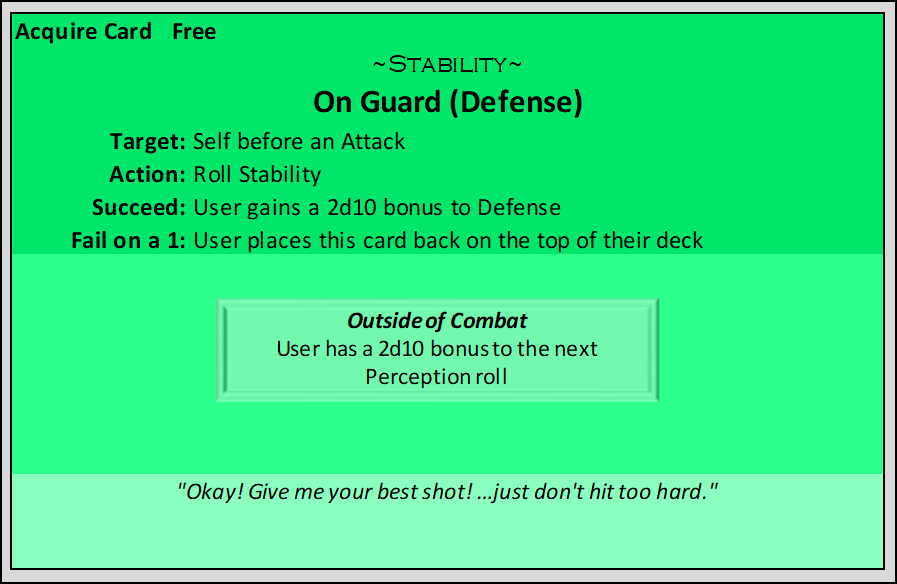 Acquire Card Free
~Stability~
On Guard (Defense)
Target: Self before an Attack
Action: Roll Stability
Succeed: User gains a 2d10 bonus to Defense
Fail on a 1: User places this card back on the top of their deck
Outside of Combat
User has a 2d10 bonus to the next
Perception roll
"Okay! Give me your best shot! ...just don't hit too hard."